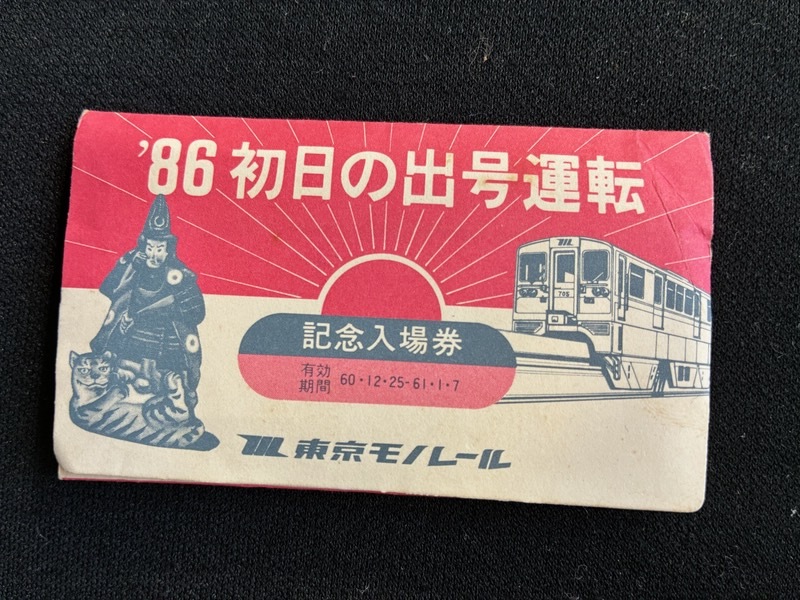 '86 初日の出号運転
記念入場券
有効期間 60・12・25-61・1・7
東京モノレール
705